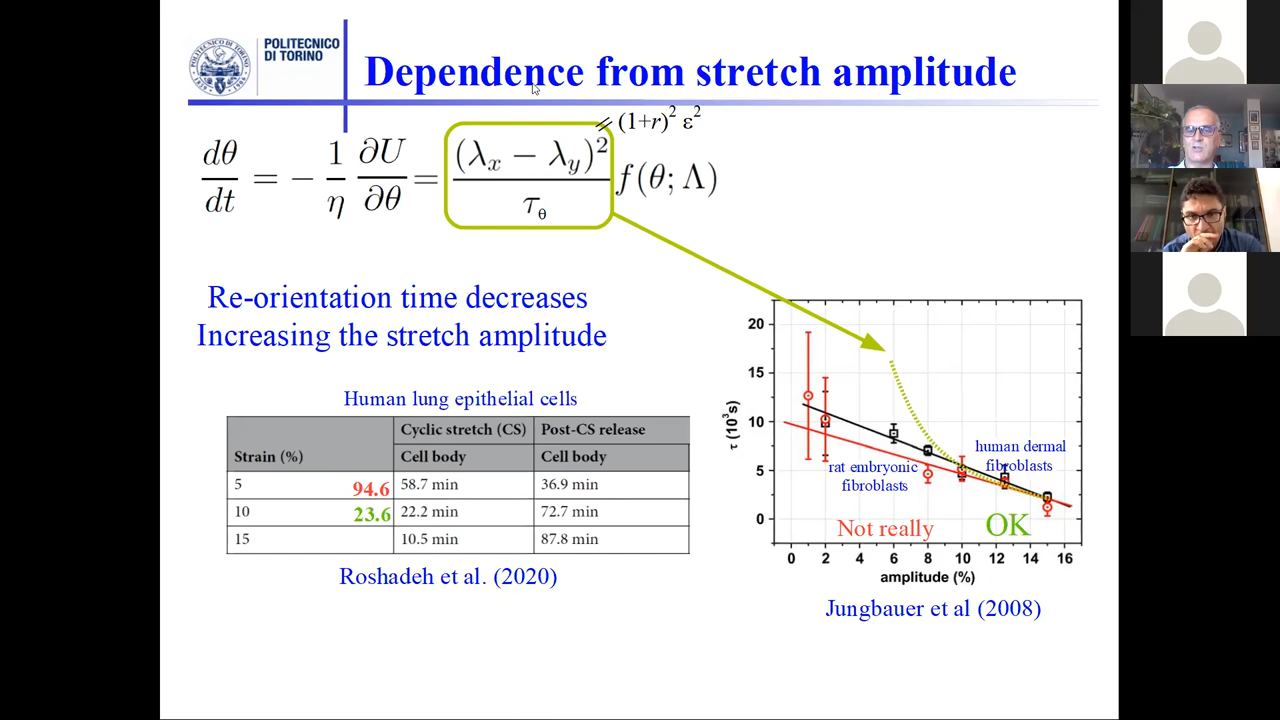 POLITECNICO
DI TORINO
Dependence from stretch amplitude
dθ/dt = − 1/η ∂U/∂θ = (λx − λy)²/τθ f(θ; Λ)
(1+r)² ε²
Re-orientation time decreases
Increasing the stretch amplitude
Human lung epithelial cells
Cyclic stretch (CS) Post-CS release
Strain (%) Cell body Cell body
5 94.6 58.7 min 36.9 min
10 23.6 22.2 min 72.7 min
15 10.5 min 87.8 min
Roshadeh et al. (2020)
τ (10³s)
20
15
10
5
0
human dermal
fibroblasts
rat embryonic
fibroblasts
Not really
OK
0 2 4 6 8 10 12 14 16
amplitude (%)
Jungbauer et al (2008)